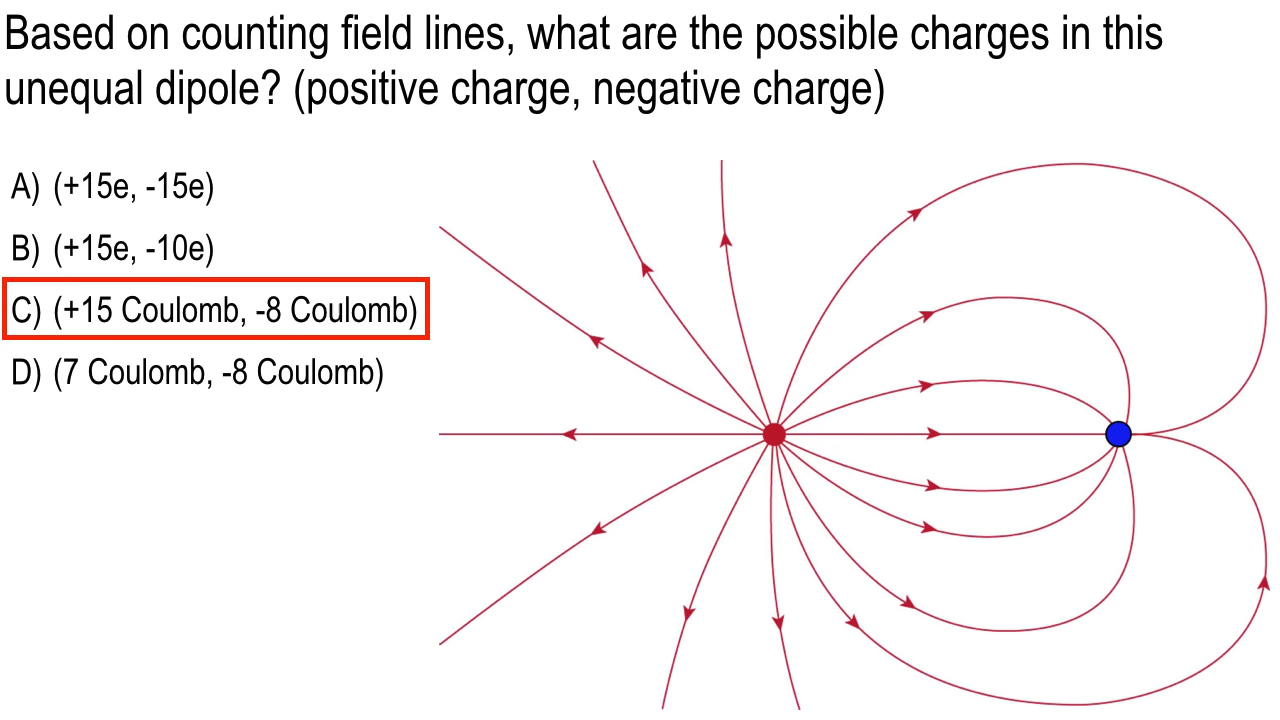 Based on counting field lines, what are the possible charges in this
unequal dipole? (positive charge, negative charge)
A) (+15e, -15e)
B) (+15e, -10e)
C) (+15 Coulomb, -8 Coulomb)
D) (7 Coulomb, -8 Coulomb)